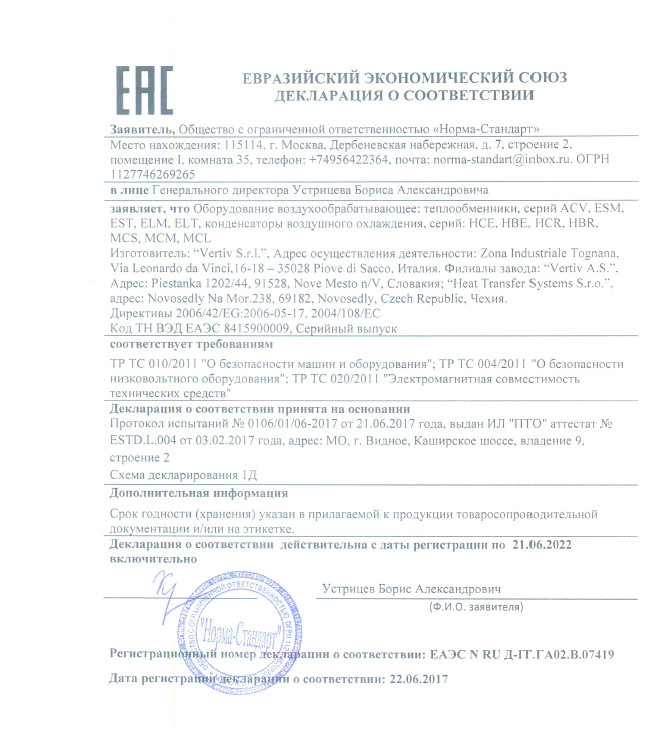 EAC
ЕВРАЗИЙСКИЙ ЭКОНОМИЧЕСКИЙ СОЮЗ
ДЕКЛАРАЦИЯ О СООТВЕТСТВИИ
Заявитель, Общество с ограниченной ответственностью «Норма-Стандарт»
Место нахождения: 115114, г. Москва, Дербеневская набережная, д. 7, строение 2,
помещение I, комната 35, телефон: +74956422364, почта: norma-standart@inbox.ru. ОГРН
1127746269265
в лице Генерального директора Устрицева Бориса Александровича
заявляет, что Оборудование воздухообрабатывающее: теплообменники, серий ACV, ESM,
EST, ELM, ELT, конденсаторы воздушного охлаждения, серий: HCE, HBE, HCR, HBR,
MCS, MCM, MCL
Изготовитель: “Vertiv S.r.l.”, Адрес осуществления деятельности: Zona Industriale Tognana,
Via Leonardo da Vinci,16-18 – 35028 Piove di Sacco, Италия. Филиалы завода: “Vertiv A.S.”,
Адрес: Piestanka 1202/44, 91528, Nove Mesto n/V, Словакия; “Heat Transfer Systems S.r.o.”,
адрес: Novosedly Na Mor.238, 69182, Novosedly, Czech Republic, Чехия.
Директивы 2006/42/EG:2006-05-17, 2004/108/EC
Код ТН ВЭД ЕАЭС 8415900009, Серийный выпуск
соответствует требованиям
ТР ТС 010/2011 "О безопасности машин и оборудования"; ТР ТС 004/2011 "О безопасности
низковольтного оборудования"; ТР ТС 020/2011 "Электромагнитная совместимость
технических средств"
Декларация о соответствии принята на основании
Протокол испытаний № 0106/01/06-2017 от 21.06.2017 года, выдан ИЛ "ПТО" аттестат №
ESTD.L.004 от 03.02.2017 года, адрес: МО, г. Видное, Каширское шоссе, владение 9,
строение 2
Схема декларирования 1Д
Дополнительная информация
Срок годности (хранения) указан в прилагаемой к продукции товаросопроводительной
документации и/или на этикетке.
Декларация о соответствии действительна с даты регистрации по 21.06.2022
включительно
Устрицев Борис Александрович
(Ф.И.О. заявителя)
"Норма-Стандарт"
Регистрационный номер декларации о соответствии: ЕАЭС N RU Д-IT.ГА02.В.07419
Дата регистрации декларации о соответствии: 22.06.2017